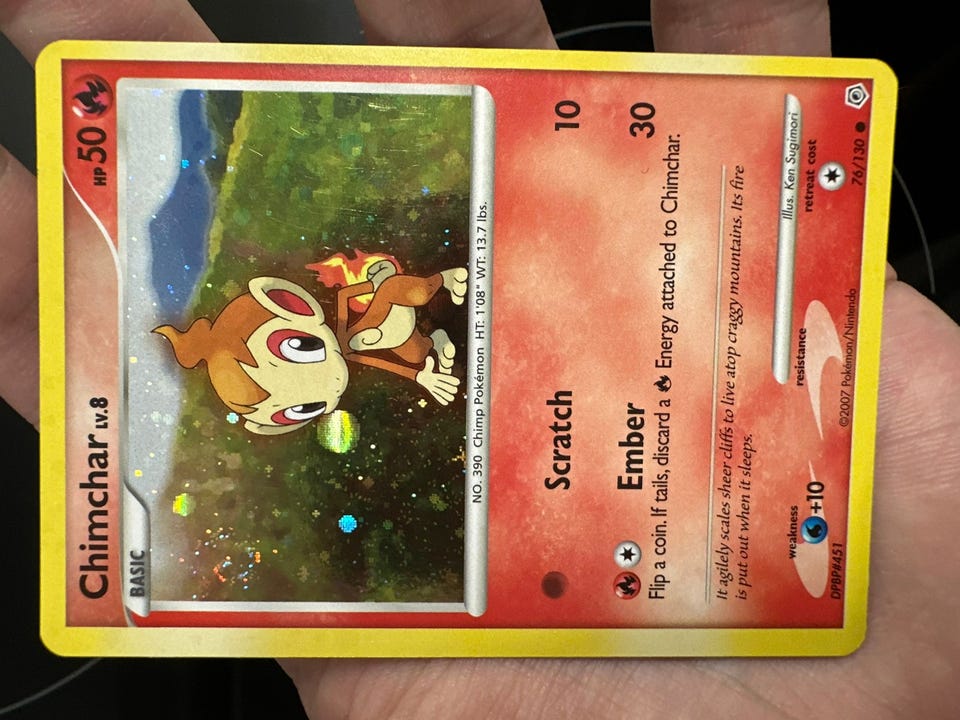 Chimchar LV.8 HP 50
BASIC
NO. 390 Chimp Pokémon HT: 1'08" WT: 13.7 lbs.
Scratch 10
Ember 30
Flip a coin. If tails, discard a Energy attached to Chimchar.
It agilely scales sheer cliffs to live atop craggy mountains. Its fire
is put out when it sleeps.
Illus. Ken Sugimori
weakness resistance retreat cost
+10
DPBP#451 ©2007 Pokémon/Nintendo 76/130